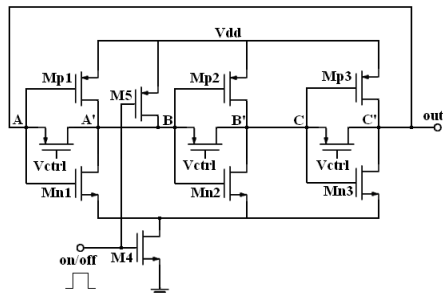 Vdd
Mp1
Mp2
Mp3
M5
A
A'
B
B'
C
C'
out
Vctrl
Vctrl
Vctrl
Mn1
Mn2
Mn3
on/off
M4